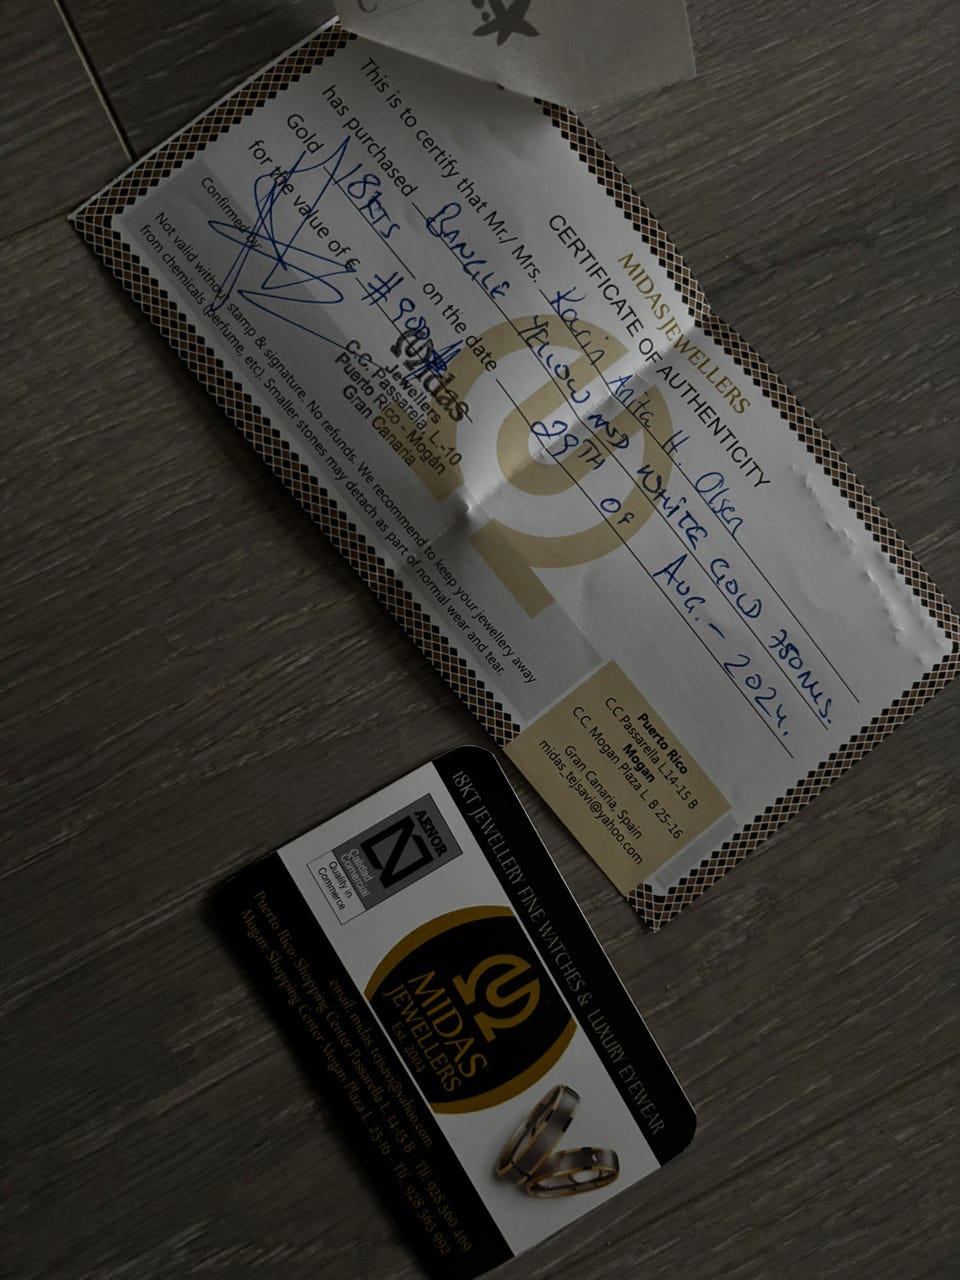 MIDAS JEWELLERS
CERTIFICATE OF AUTHENTICITY
This is to certify that Mr./ Mrs. Karin Anita H. Olsen
has purchased BANGLE YELLOW AND WHITE GOLD 750MLS.
Gold 18KTS on the date 29TH OF AUG.- 2024.
for the value of €
Confirmed by
Midas
Jewellers
C.C. Passarela, L.-10
Puerto Rico - Mogán
Gran Canaria
Not valid without stamp & signature. No refunds. We recommend to keep your jewellery away
from chemicals (perfume, etc). Smaller stones may detach as part of normal wear and tear.
Puerto Rico
C.C Passarella L.14-15 B
Mogan
C.C. Mogan Plaza L. B 25-16
Gran Canaria, Spain
midas_tejsavi@yahoo.com
18KT JEWELLERY FINE WATCHES & LUXURY EYEWEAR
AENOR
Calidad
Comercial
Quality in
Commerce
MIDAS
JEWELLERS
Est. 2004
email: midas_tejsavi@yahoo.com
Puerto Rico: Shopping Center Passarella L. 14-15 B - Tlf: 928 560 469
Mogan: Shopping Center Mogan Plaza L. 25-16 - Tlf: 928 565 992